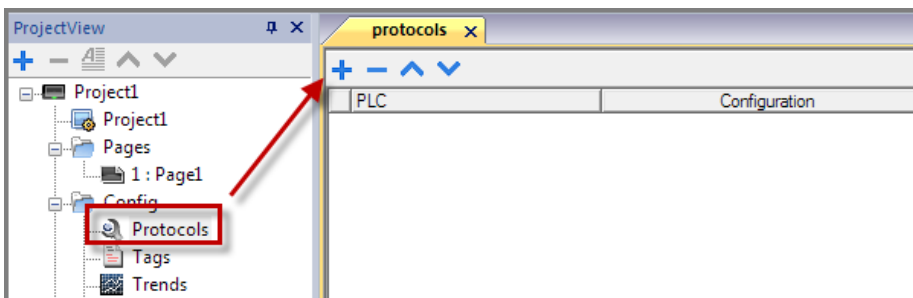 ProjectView
protocols
PLC
Configuration
Project1
Project1
Pages
1 : Page1
Config
Protocols
Tags
Trends